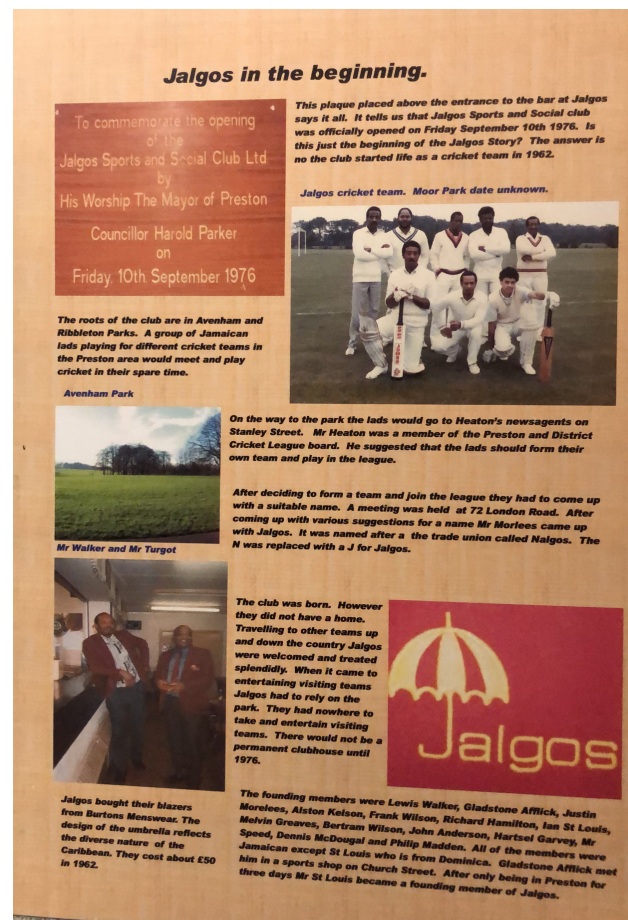 Jalgos in the beginning.
To commemorate the opening
of the
Jalgos Sports and Social Club Ltd
by
His Worship The Mayor of Preston
Councillor Harold Parker
on
Friday, 10th September 1976
This plaque placed above the entrance to the bar at Jalgos
says it all. It tells us that Jalgos Sports and Social club
was officially opened on Friday September 10th 1976. Is
this just the beginning of the Jalgos Story? The answer is
no the club started life as a cricket team in 1962.
Jalgos cricket team. Moor Park date unknown.
The roots of the club are in Avenham and
Ribbleton Parks. A group of Jamaican
lads playing for different cricket teams in
the Preston area would meet and play
cricket in their spare time.
Avenham Park
On the way to the park the lads would go to Heaton's newsagents on
Stanley Street. Mr Heaton was a member of the Preston and District
Cricket League board. He suggested that the lads should form their
own team and play in the league.
After deciding to form a team and join the league they had to come up
with a suitable name. A meeting was held at 72 London Road. After
coming up with various suggestions for a name Mr Morlees came up
with Jalgos. It was named after a the trade union called Nalgos. The
N was replaced with a J for Jalgos.
Mr Walker and Mr Turgot
The club was born. However
they did not have a home.
Travelling to other teams up
and down the country Jalgos
were welcomed and treated
splendidly. When it came to
entertaining visiting teams
Jalgos had to rely on the
park. They had nowhere to
take and entertain visiting
teams. There would not be a
permanent clubhouse until
1976.
Jalgos
Jalgos bought their blazers
from Burtons Menswear. The
design of the umbrella reflects
the diverse nature of the
Caribbean. They cost about £50
in 1962.
The founding members were Lewis Walker, Gladstone Afflick, Justin
Morelees, Alston Kelson, Frank Wilson, Richard Hamilton, Ian St Louis,
Melvin Greaves, Bertram Wilson, John Anderson, Hartsel Garvey, Mr
Speed, Dennis McDougal and Philip Madden. All of the members were
Jamaican except St Louis who is from Dominica. Gladstone Afflick met
him in a sports shop on Church Street. After only being in Preston for
three days Mr St Louis became a founding member of Jalgos.